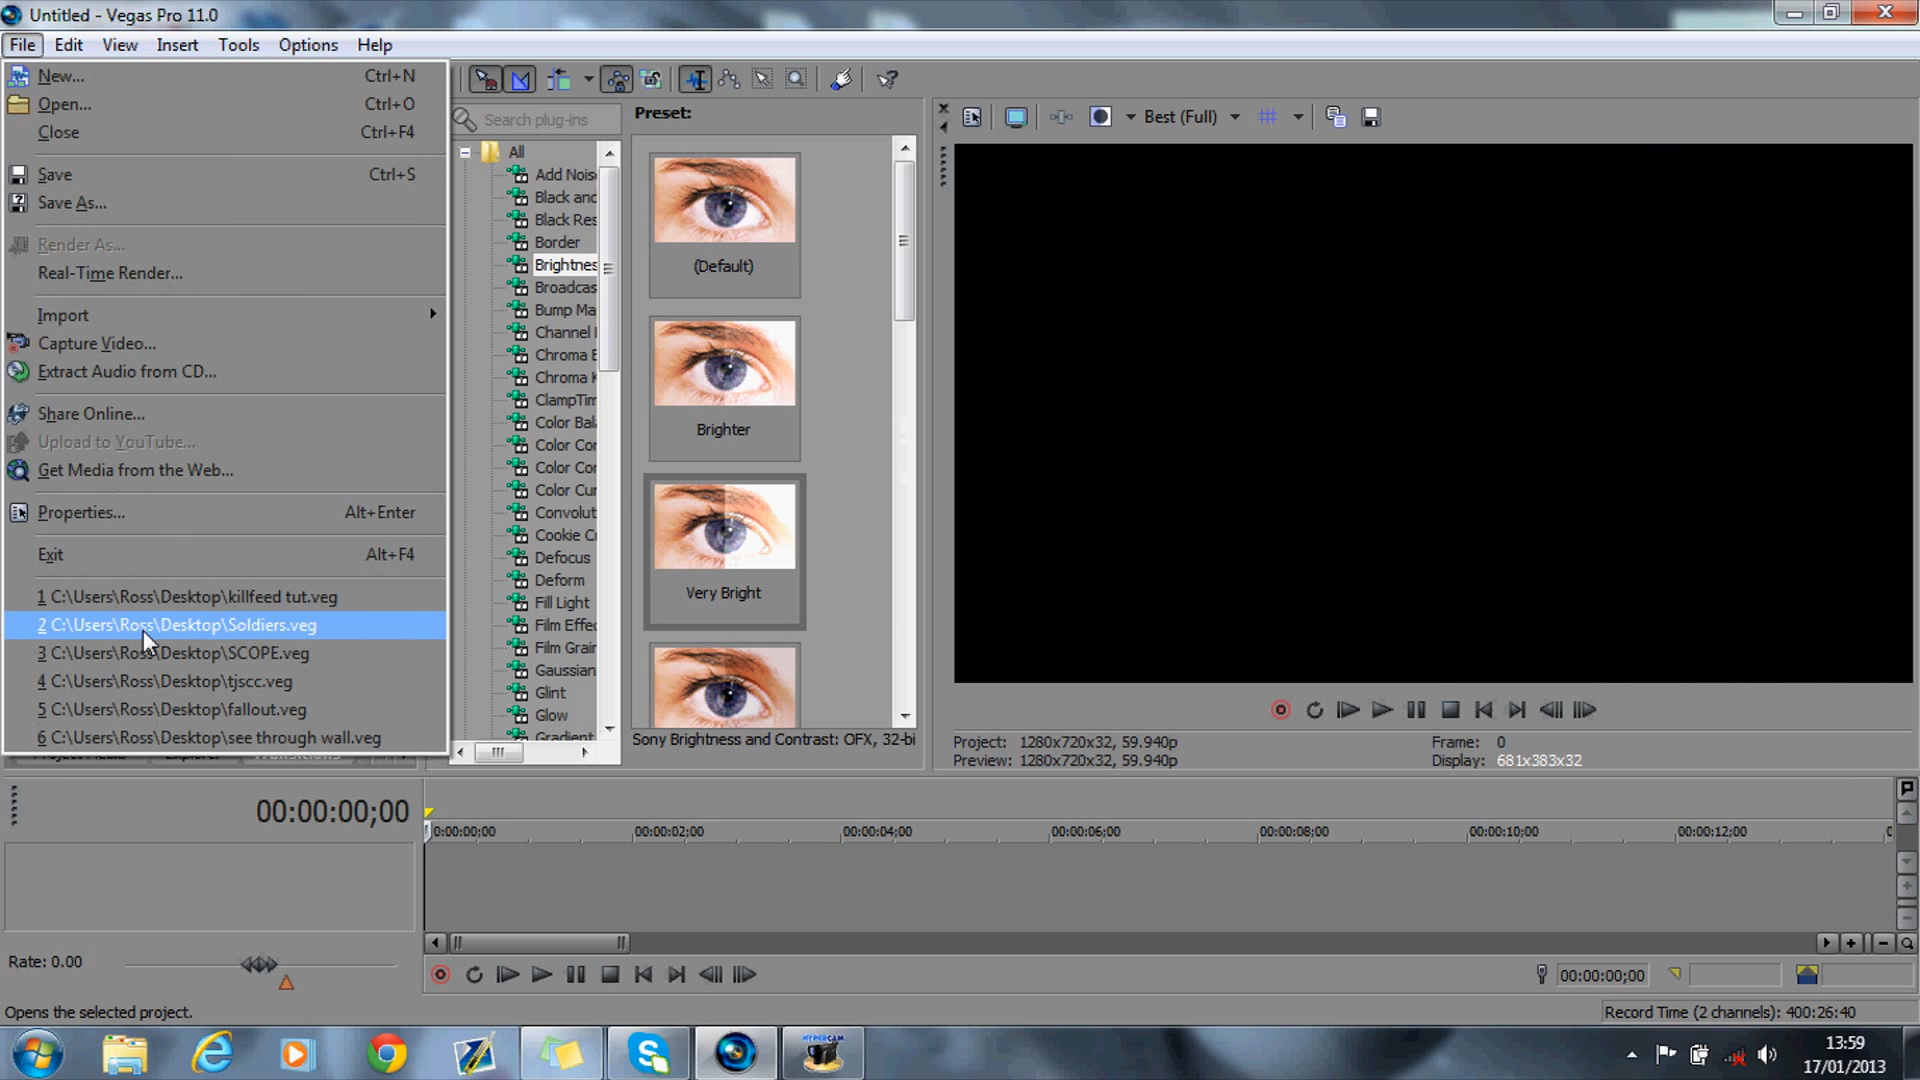 Untitled - Vegas Pro 11.0
File Edit View Insert Tools Options Help
New... Ctrl+N
Open... Ctrl+O
Close Ctrl+F4
Save Ctrl+S
Save As...
Render As...
Real-Time Render...
Import
Capture Video...
Extract Audio from CD...
Share Online...
Upload to YouTube...
Get Media from the Web...
Properties... Alt+Enter
Exit Alt+F4
1 C:\Users\Ross\Desktop\killfeed tut.veg
2 C:\Users\Ross\Desktop\Soldiers.veg
3 C:\Users\Ross\Desktop\SCOPE.veg
4 C:\Users\Ross\Desktop\tjscc.veg
5 C:\Users\Ross\Desktop\fallout.veg
6 C:\Users\Ross\Desktop\see through wall.veg
Search plug-ins
All
Add Noise
Black and
Black Res
Border
Brightnes
Broadcas
Bump Ma
Channel
Chroma
Chroma
ClampTim
Color Bal
Color Cor
Color Cor
Color Cur
Convolut
Cookie
Defocus
Deform
Fill Light
Film Effec
Film Grai
Gaussian
Glint
Glow
Gradient
Preset:
(Default)
Brighter
Very Bright
Sony Brightness and Contrast: OFX, 32-bi
Best (Full)
Project: 1280x720x32, 59.940p
Preview: 1280x720x32, 59.940p
Frame: 0
Display: 681x383x32
00:00:00;00
0:00:00;00 00:00:02;00 00:00:04;00 00:00:06;00 00:00:08;00 00:00:10;00 00:00:12;00
Rate: 0.00
00:00:00;00
Opens the selected project.
Record Time (2 channels): 400:26:40
HYPERCAM
13:59
17/01/2013